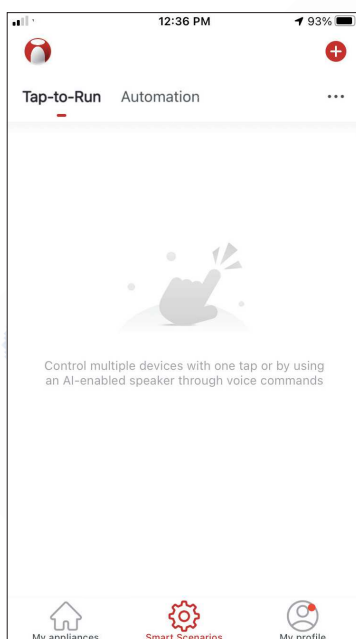 12:36 PM
93%
Tap-to-Run Automation
Control multiple devices with one tap or by using
an AI-enabled speaker through voice commands
My appliances Smart Scenarios My profile